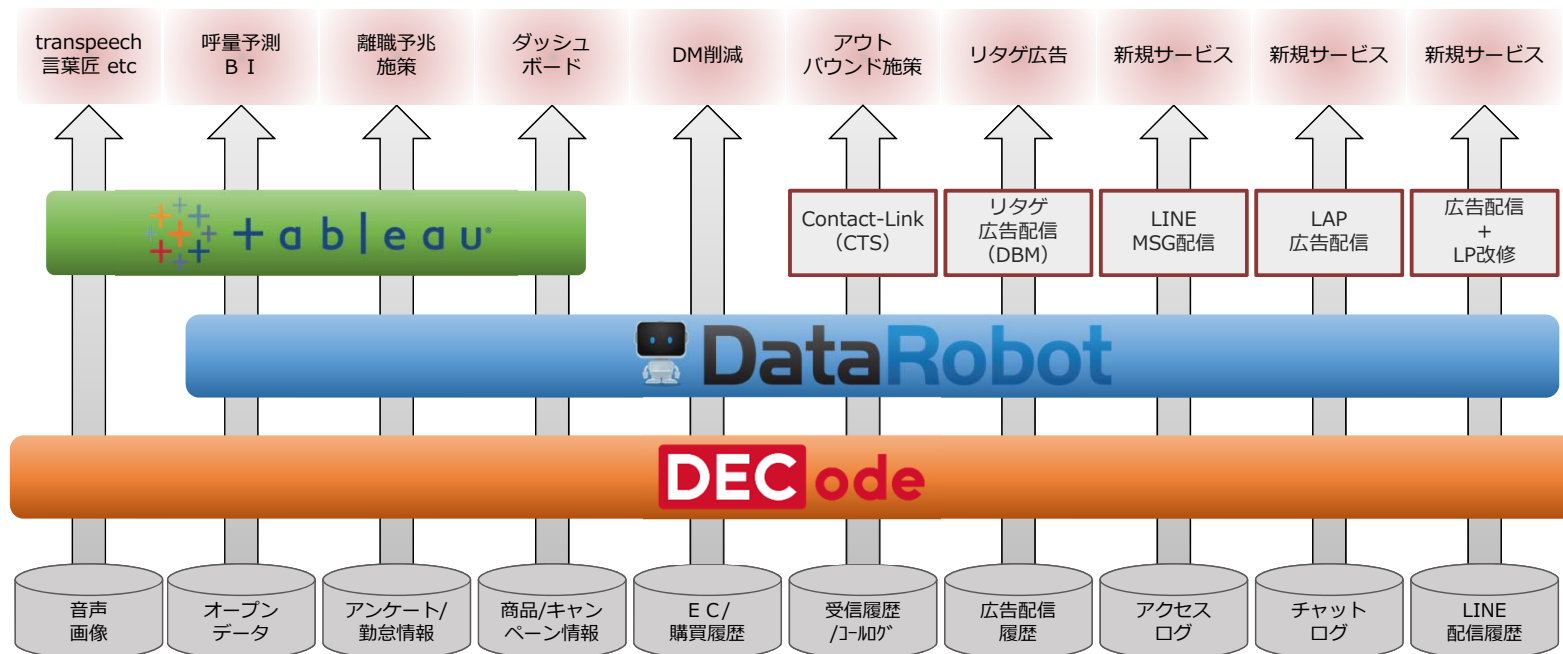 transpeech
言葉匠 etc
呼量予測
ＢＩ
離職予兆
施策
ダッシュ
ボード
DM削減
アウト
バウンド施策
リタゲ広告
新規サービス
新規サービス
新規サービス
+ableau
Contact-Link
（CTS）
リタゲ
広告配信
（DBM）
LINE
MSG配信
LAP
広告配信
広告配信
+
LP改修
DataRobot
DECode
音声
画像
オープン
データ
アンケート/
勤怠情報
商品/キャン
ペーン情報
ＥＣ/
購買履歴
受信履歴
/ｺｰﾙﾛｸﾞ
広告配信
履歴
アクセス
ログ
チャット
ログ
LINE
配信履歴